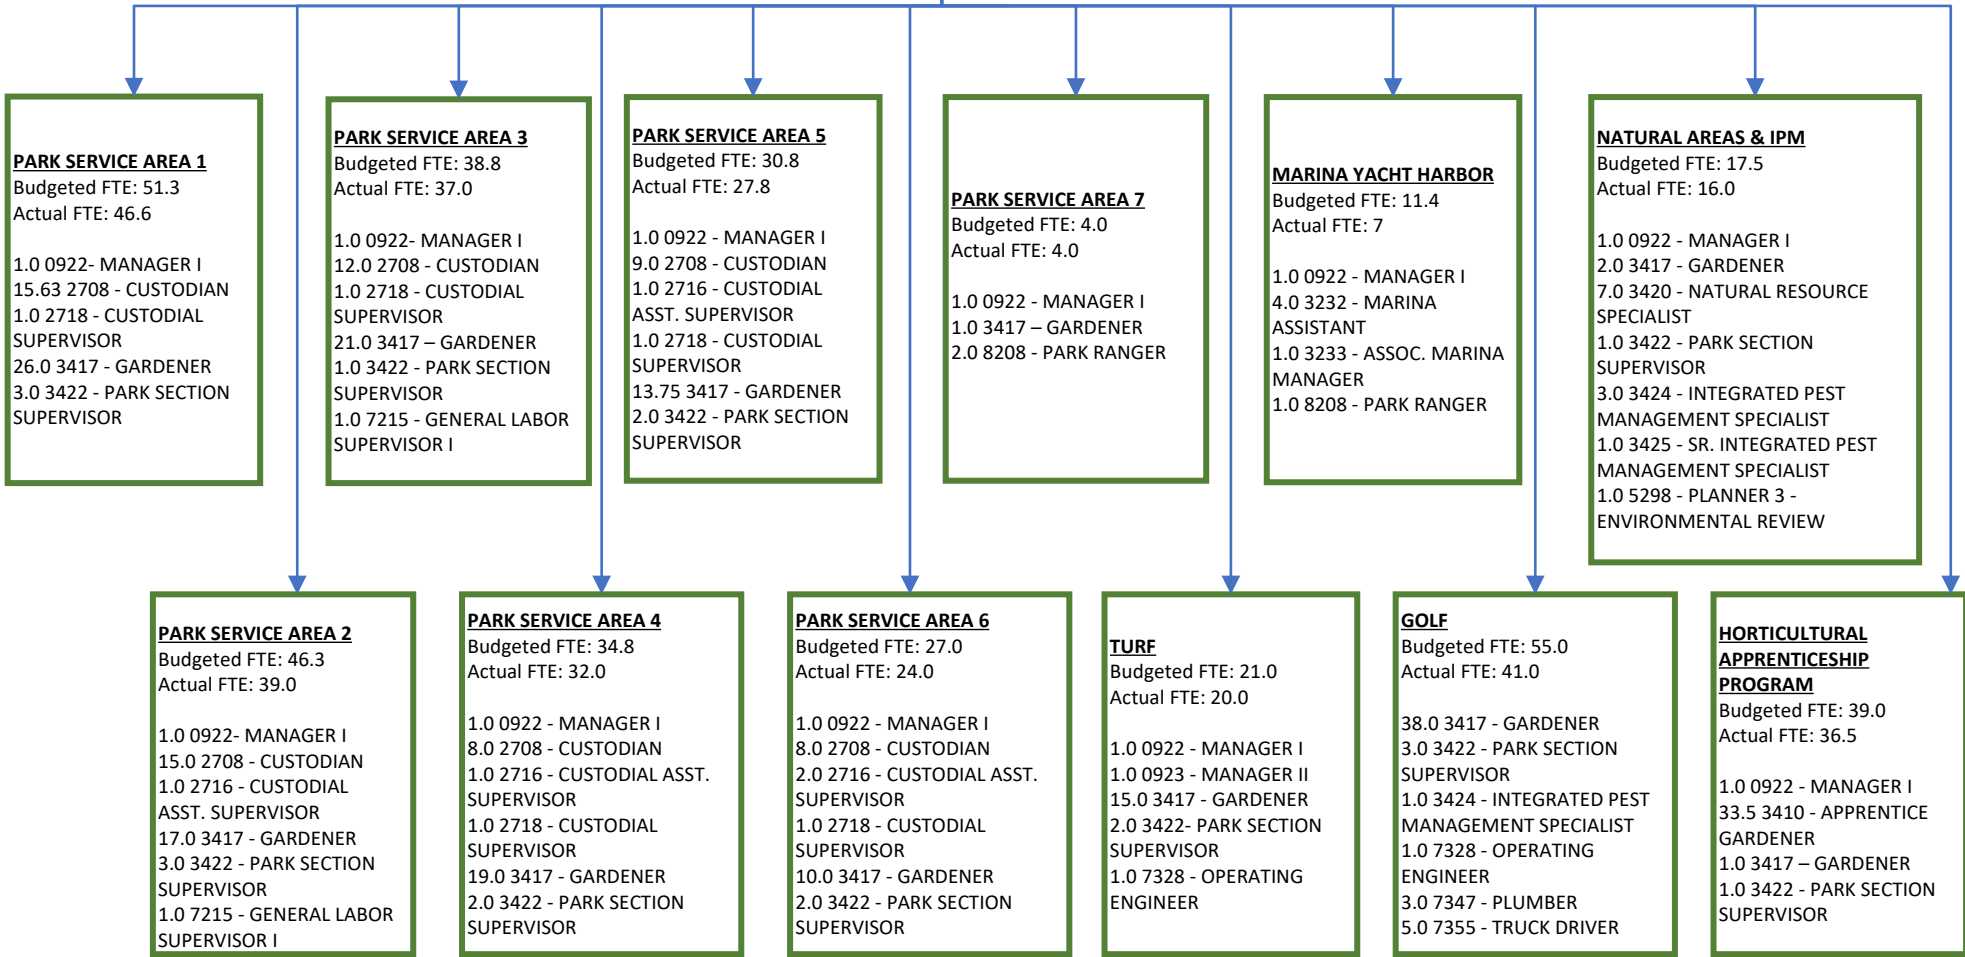 PARK SERVICE AREA 1
Budgeted FTE: 51.3
Actual FTE: 46.6
1.0 0922- MANAGER I
15.63 2708 - CUSTODIAN
1.0 2718 - CUSTODIAL
SUPERVISOR
26.0 3417 - GARDENER
3.0 3422 - PARK SECTION
SUPERVISOR
PARK SERVICE AREA 3
Budgeted FTE: 38.8
Actual FTE: 37.0
1.0 0922- MANAGER I
12.0 2708 - CUSTODIAN
1.0 2718 - CUSTODIAL
SUPERVISOR
21.0 3417 – GARDENER
1.0 3422 - PARK SECTION
SUPERVISOR
1.0 7215 - GENERAL LABOR
SUPERVISOR I
PARK SERVICE AREA 5
Budgeted FTE: 30.8
Actual FTE: 27.8
1.0 0922 - MANAGER I
9.0 2708 - CUSTODIAN
1.0 2716 - CUSTODIAL
ASST. SUPERVISOR
1.0 2718 - CUSTODIAL
SUPERVISOR
13.75 3417 - GARDENER
2.0 3422 - PARK SECTION
SUPERVISOR
PARK SERVICE AREA 7
Budgeted FTE: 4.0
Actual FTE: 4.0
1.0 0922 - MANAGER I
1.0 3417 – GARDENER
2.0 8208 - PARK RANGER
MARINA YACHT HARBOR
Budgeted FTE: 11.4
Actual FTE: 7
1.0 0922 - MANAGER I
4.0 3232 - MARINA
ASSISTANT
1.0 3233 - ASSOC. MARINA
MANAGER
1.0 8208 - PARK RANGER
NATURAL AREAS & IPM
Budgeted FTE: 17.5
Actual FTE: 16.0
1.0 0922 - MANAGER I
2.0 3417 - GARDENER
7.0 3420 - NATURAL RESOURCE
SPECIALIST
1.0 3422 - PARK SECTION
SUPERVISOR
3.0 3424 - INTEGRATED PEST
MANAGEMENT SPECIALIST
1.0 3425 - SR. INTEGRATED PEST
MANAGEMENT SPECIALIST
1.0 5298 - PLANNER 3 -
ENVIRONMENTAL REVIEW
PARK SERVICE AREA 2
Budgeted FTE: 46.3
Actual FTE: 39.0
1.0 0922- MANAGER I
15.0 2708 - CUSTODIAN
1.0 2716 - CUSTODIAL
ASST. SUPERVISOR
17.0 3417 - GARDENER
3.0 3422 - PARK SECTION
SUPERVISOR
1.0 7215 - GENERAL LABOR
SUPERVISOR I
PARK SERVICE AREA 4
Budgeted FTE: 34.8
Actual FTE: 32.0
1.0 0922 - MANAGER I
8.0 2708 - CUSTODIAN
1.0 2716 - CUSTODIAL ASST.
SUPERVISOR
1.0 2718 - CUSTODIAL
SUPERVISOR
19.0 3417 - GARDENER
2.0 3422 - PARK SECTION
SUPERVISOR
PARK SERVICE AREA 6
Budgeted FTE: 27.0
Actual FTE: 24.0
1.0 0922 - MANAGER I
8.0 2708 - CUSTODIAN
2.0 2716 - CUSTODIAL ASST.
SUPERVISOR
1.0 2718 - CUSTODIAL
SUPERVISOR
10.0 3417 - GARDENER
2.0 3422 - PARK SECTION
SUPERVISOR
TURF
Budgeted FTE: 21.0
Actual FTE: 20.0
1.0 0922 - MANAGER I
1.0 0923 - MANAGER II
15.0 3417 - GARDENER
2.0 3422- PARK SECTION
SUPERVISOR
1.0 7328 - OPERATING
ENGINEER
GOLF
Budgeted FTE: 55.0
Actual FTE: 41.0
38.0 3417 - GARDENER
3.0 3422 - PARK SECTION
SUPERVISOR
1.0 3424 - INTEGRATED PEST
MANAGEMENT SPECIALIST
1.0 7328 - OPERATING
ENGINEER
3.0 7347 - PLUMBER
5.0 7355 - TRUCK DRIVER
HORTICULTURAL
APPRENTICESHIP
PROGRAM
Budgeted FTE: 39.0
Actual FTE: 36.5
1.0 0922 - MANAGER I
33.5 3410 - APPRENTICE
GARDENER
1.0 3417 – GARDENER
1.0 3422 - PARK SECTION
SUPERVISOR